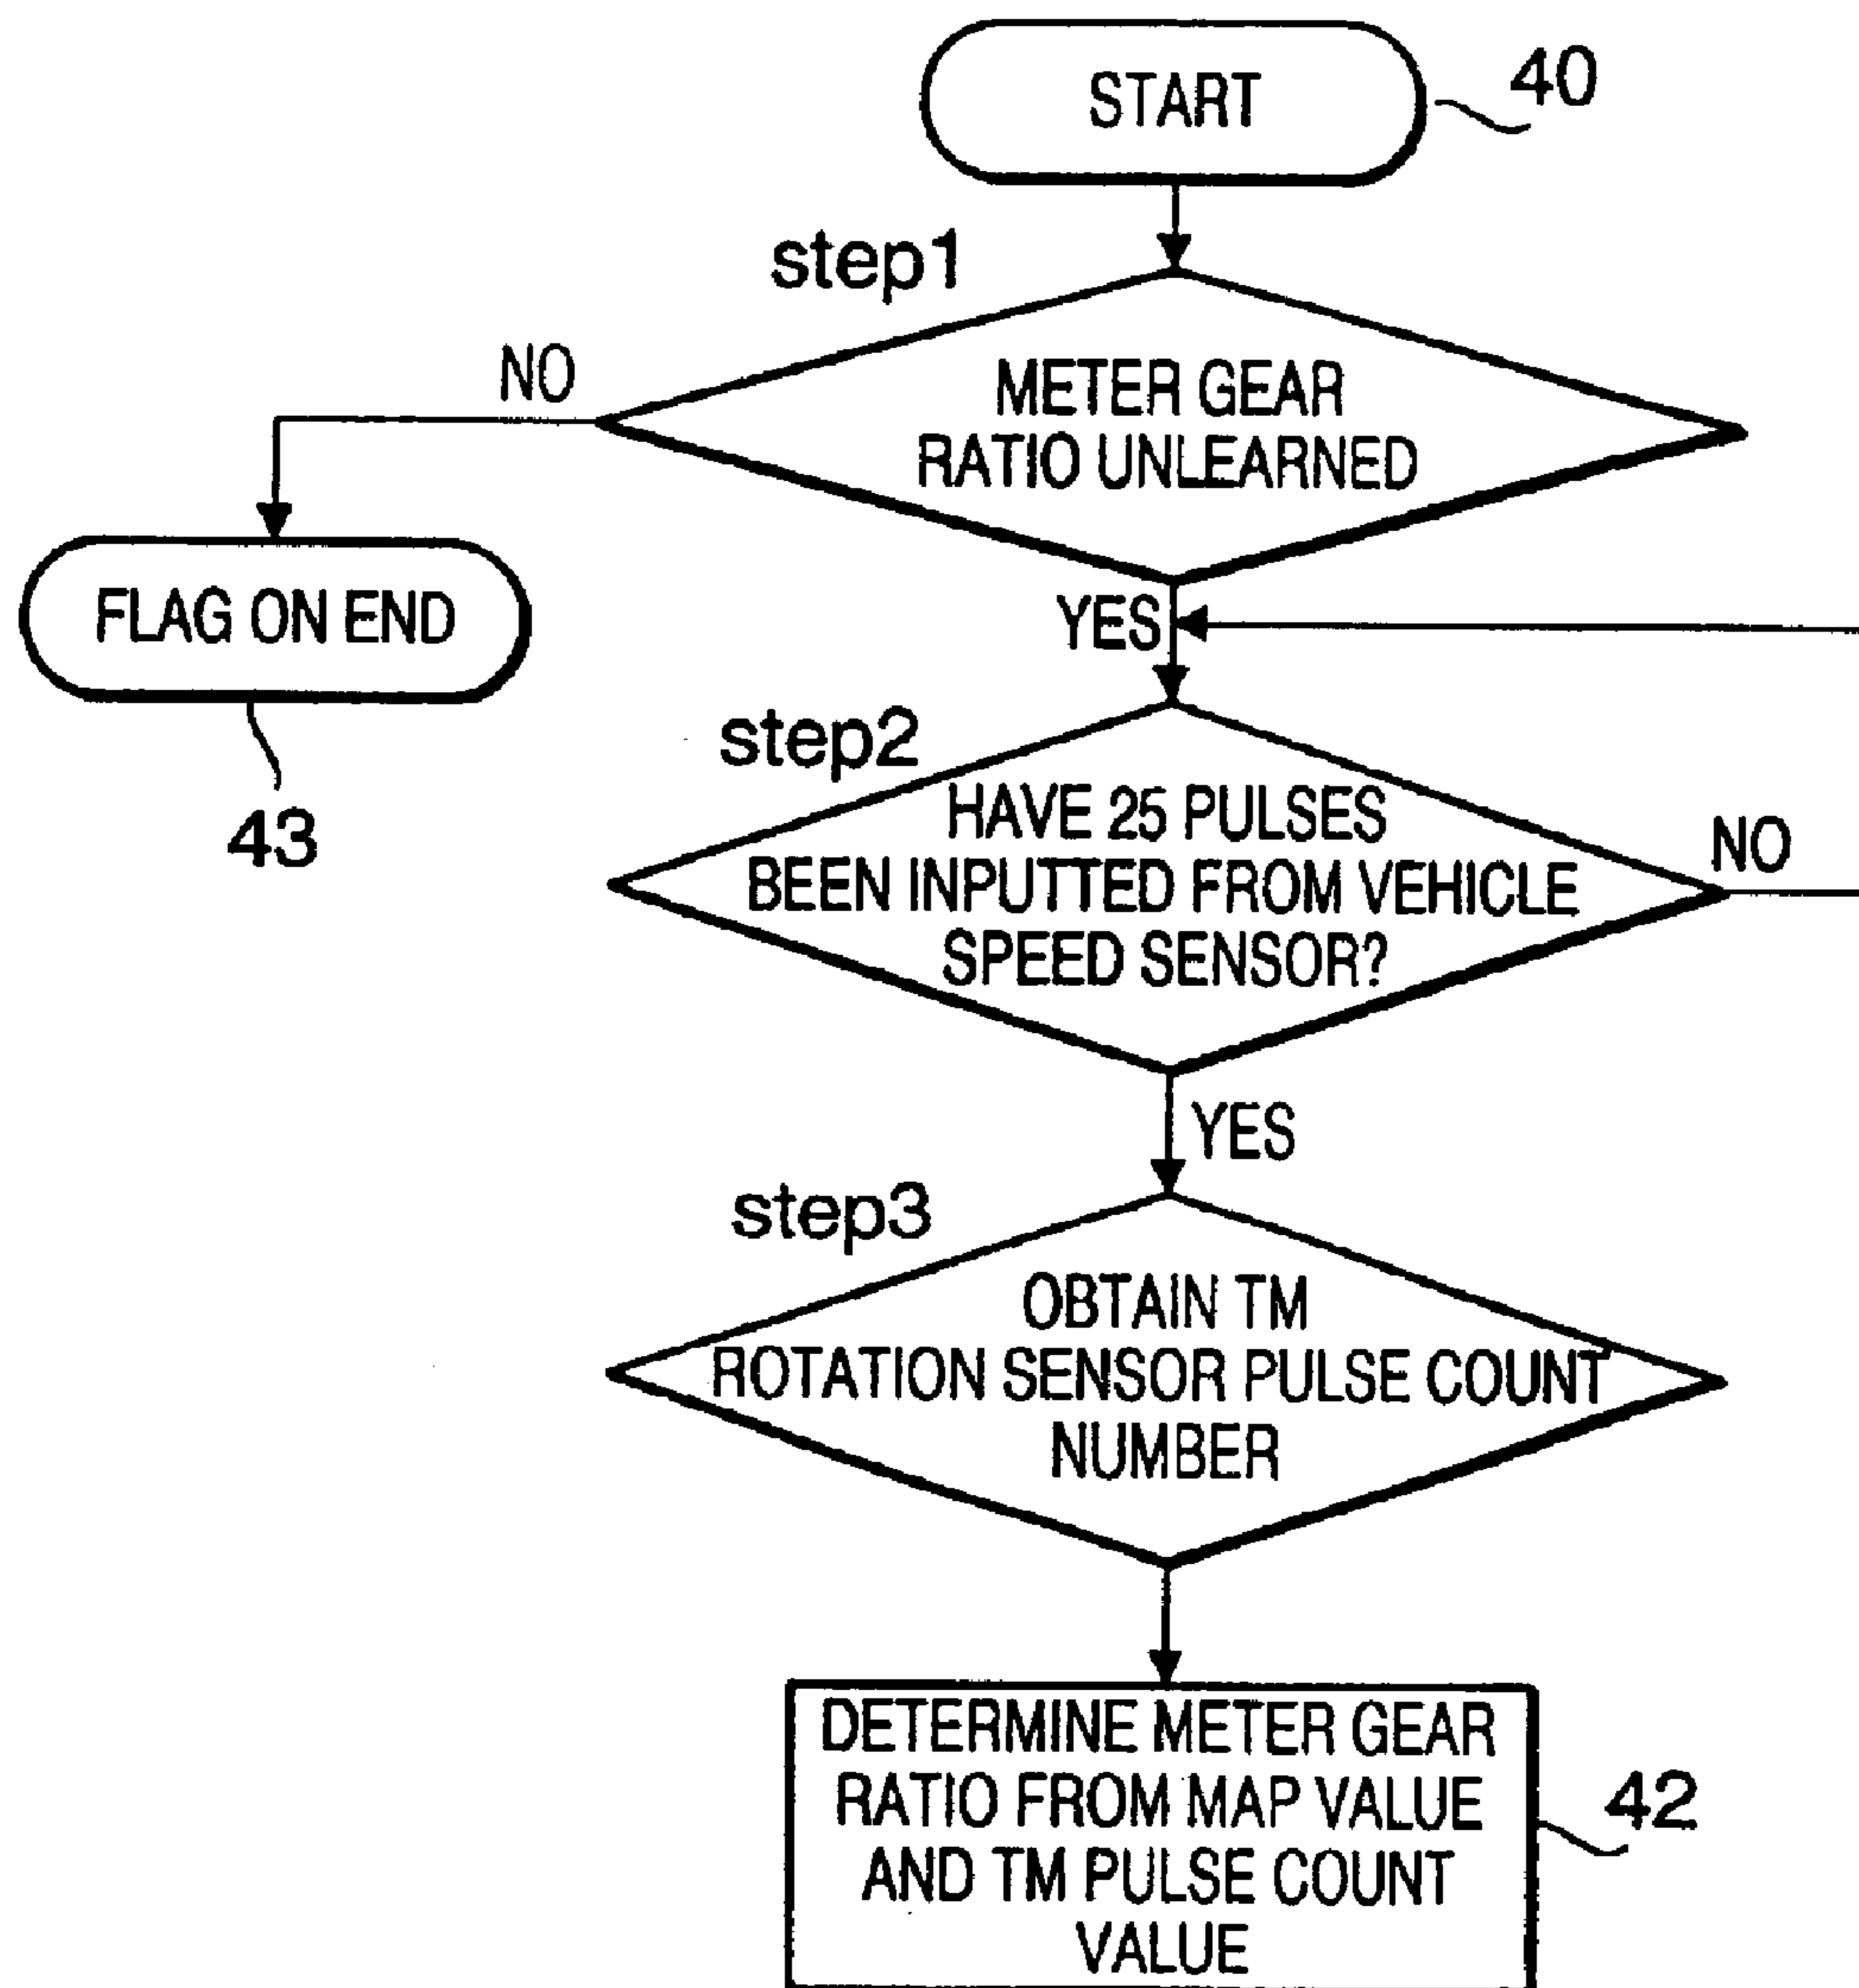 START
40
step1
METER GEAR
RATIO UNLEARNED
NO
FLAG ON END
43
YES
step2
HAVE 25 PULSES
BEEN INPUTTED FROM VEHICLE
SPEED SENSOR?
NO
YES
step3
OBTAIN TM
ROTATION SENSOR PULSE COUNT
NUMBER
DETERMINE METER GEAR
RATIO FROM MAP VALUE
AND TM PULSE COUNT
VALUE
42